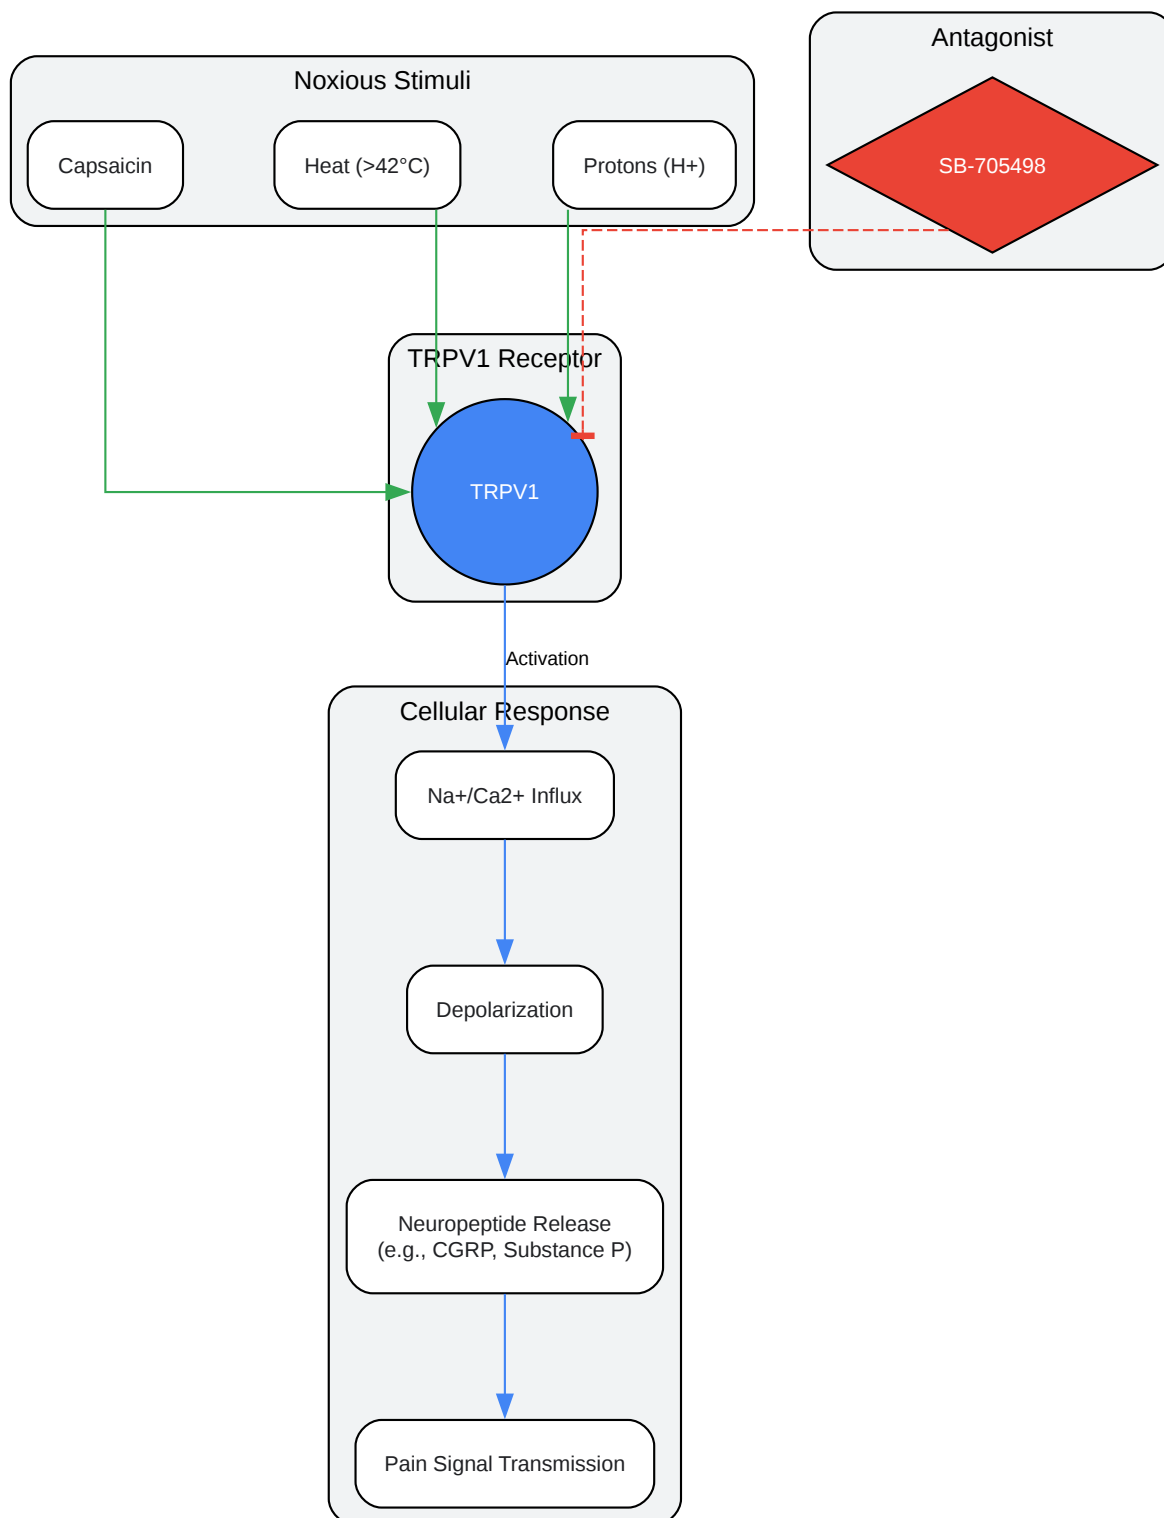 Antagonist
Noxious Stimuli
Capsaicin
Heat (>42°C)
Protons (H+)
SB-705498
TRPV1 Receptor
TRPV1
Activation
Cellular Response
Na+/Ca2+ Influx
Depolarization
Neuropeptide Release
(e.g., CGRP, Substance P)
Pain Signal Transmission